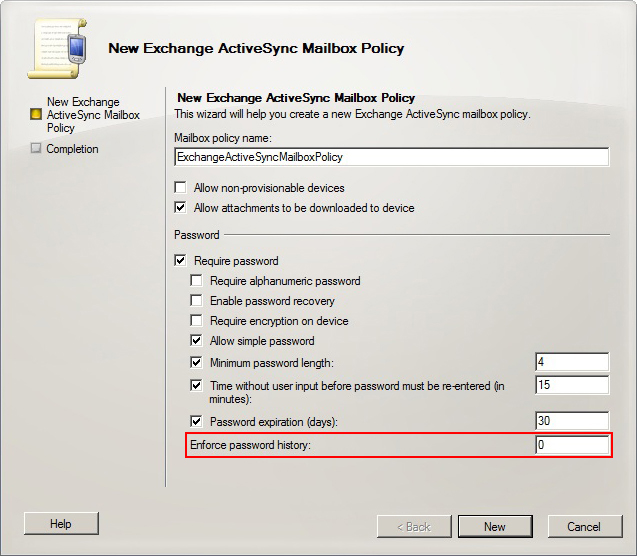 New Exchange ActiveSync Mailbox Policy
New Exchange
ActiveSync Mailbox
Policy
Completion
New Exchange ActiveSync Mailbox Policy
This wizard will help you create a new Exchange ActiveSync mailbox policy.
Mailbox policy name:
ExchangeActiveSyncMailboxPolicy
Allow non-provisionable devices
Allow attachments to be downloaded to device
Password
Require password
Require alphanumeric password
Enable password recovery
Require encryption on device
Allow simple password
Minimum password length: 4
Time without user input before password must be re-entered (in 15
minutes):
Password expiration (days): 30
Enforce password history: 0
Help < Back New Cancel